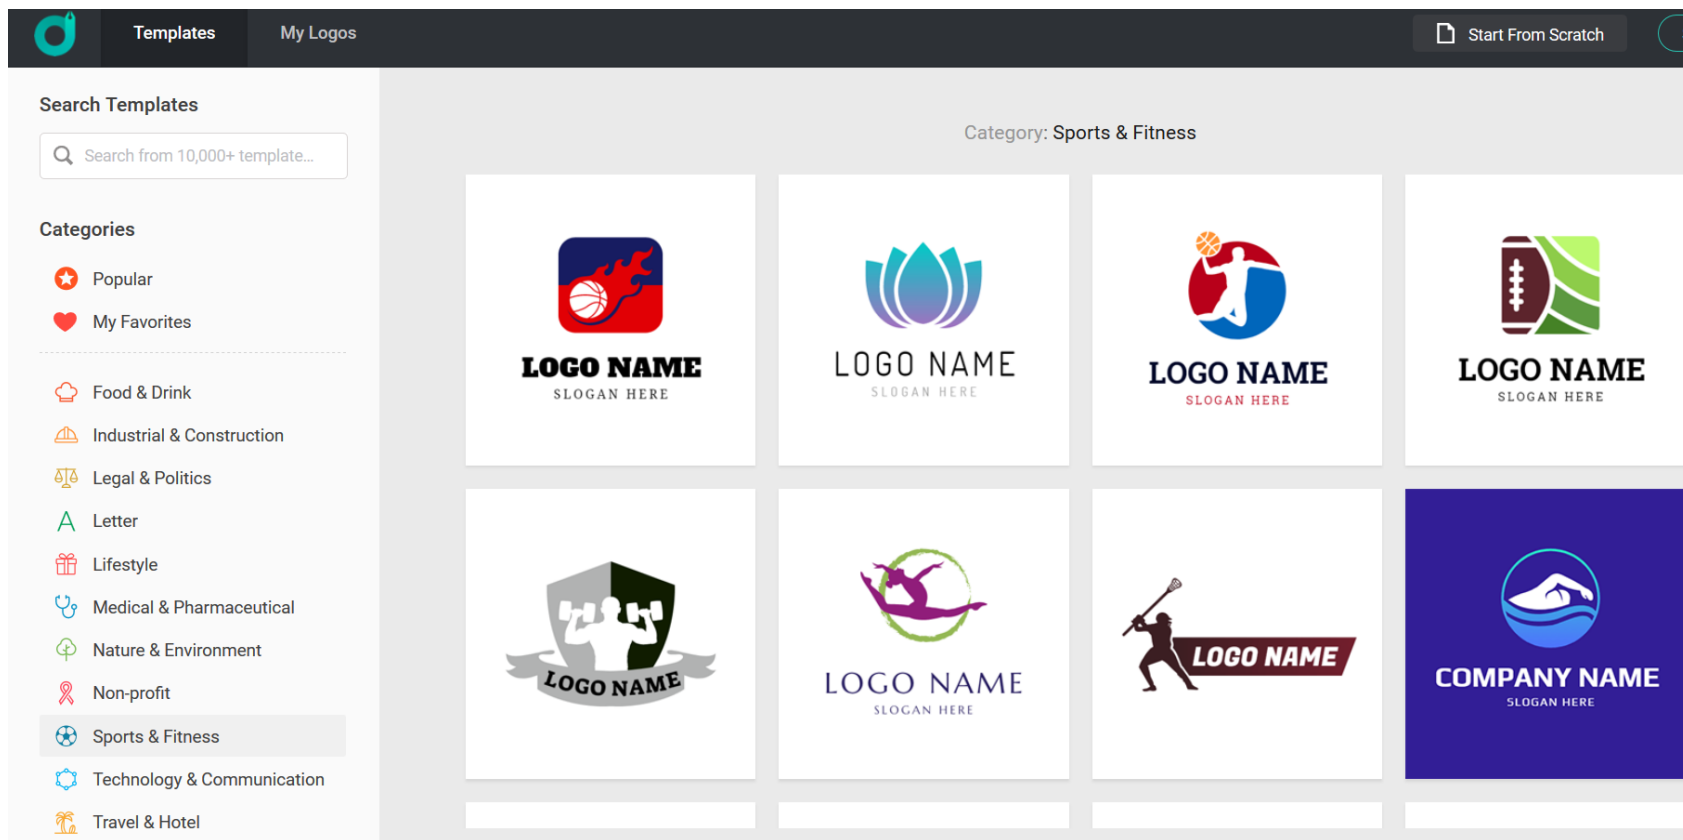 Templates
My Logos
Start From Scratch
Search Templates
Search from 10,000+ template...
Categories
Popular
My Favorites
Food & Drink
Industrial & Construction
Legal & Politics
Letter
Lifestyle
Medical & Pharmaceutical
Nature & Environment
Non-profit
Sports & Fitness
Technology & Communication
Travel & Hotel
Category: Sports & Fitness
LOGO NAME
SLOGAN HERE
LOGO NAME
SLOGAN HERE
LOGO NAME
SLOGAN HERE
LOGO NAME
SLOGAN HERE
LOGO NAME
LOGO NAME
SLOGAN HERE
LOGO NAME
COMPANY NAME
SLOGAN HERE